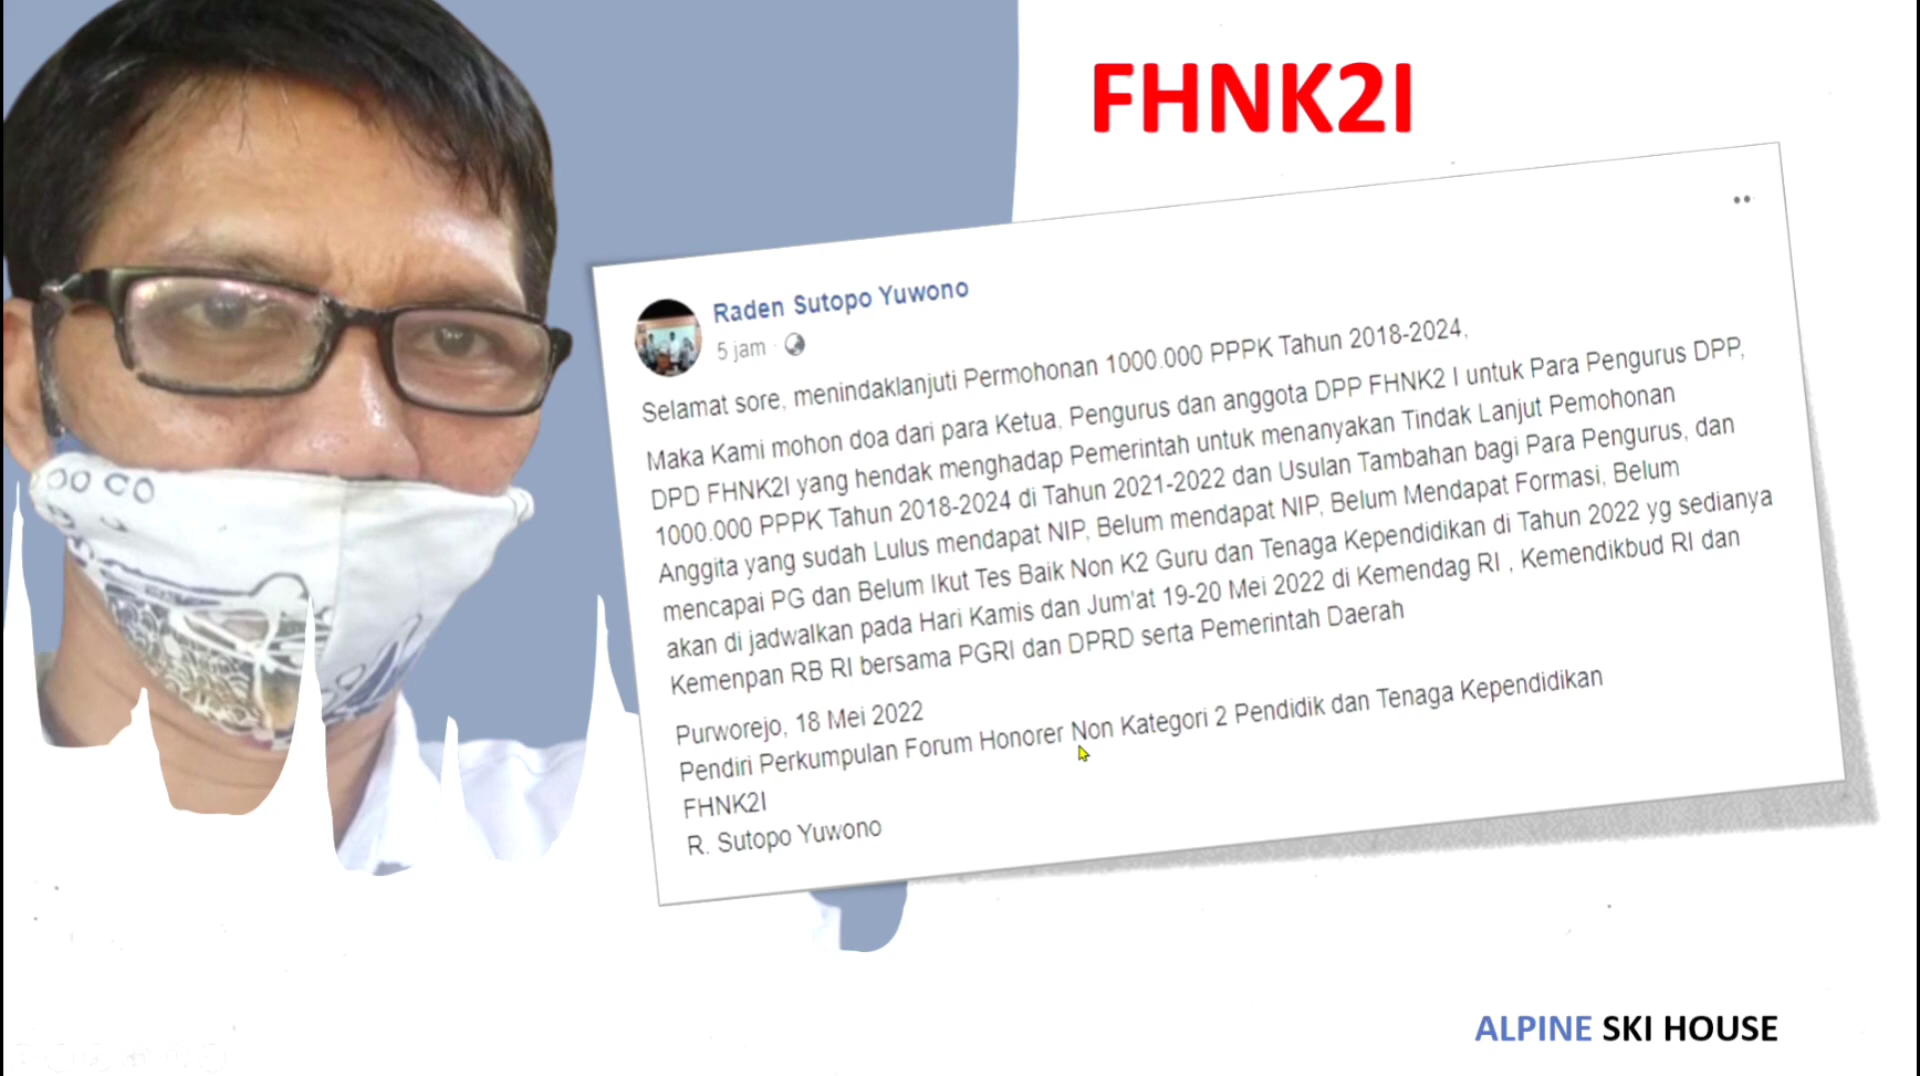 FHNK2I
Raden Sutopo Yuwono
5 jam
Selamat sore, menindaklanjuti Permohonan 1000.000 PPPK Tahun 2018-2024,
Maka Kami mohon doa dari para Ketua, Pengurus dan anggota DPP FHNK2 I untuk Para Pengurus DPP,
DPD FHNK2I yang hendak menghadap Pemerintah untuk menanyakan Tindak Lanjut Pemohonan
1000.000 PPPK Tahun 2018-2024 di Tahun 2021-2022 dan Usulan Tambahan bagi Para Pengurus, dan
Anggita yang sudah Lulus mendapat NIP, Belum mendapat NIP, Belum Mendapat Formasi, Belum
mencapai PG dan Belum Ikut Tes Baik Non K2 Guru dan Tenaga Kependidikan di Tahun 2022 yg sedianya
akan di jadwalkan pada Hari Kamis dan Jum'at 19-20 Mei 2022 di Kemendag RI , Kemendikbud RI dan
Kemenpan RB RI bersama PGRI dan DPRD serta Pemerintah Daerah
Purworejo, 18 Mei 2022
Pendiri Perkumpulan Forum Honorer Non Kategori 2 Pendidik dan Tenaga Kependidikan
FHNK2I
R. Sutopo Yuwono
ALPINE SKI HOUSE